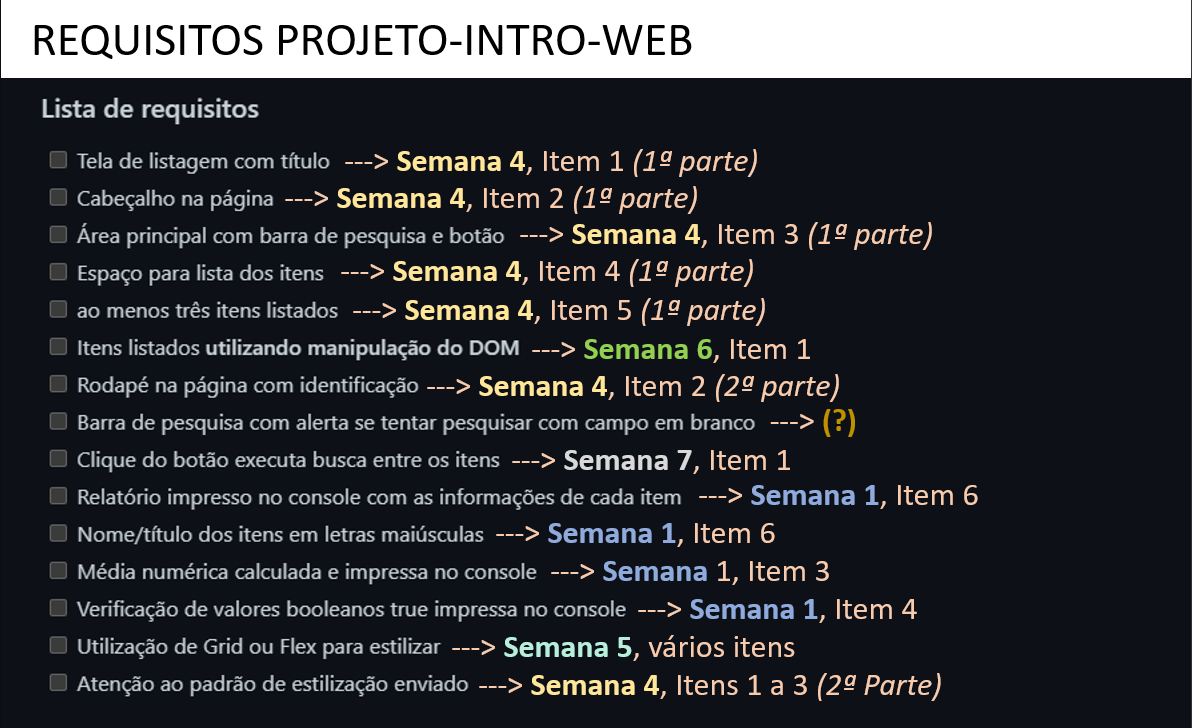 REQUISITOS PROJETO-INTRO-WEB
Lista de requisitos
Tela de listagem com título ---> Semana 4, Item 1 (1ª parte)
Cabeçalho na página ---> Semana 4, Item 2 (1ª parte)
Área principal com barra de pesquisa e botão ---> Semana 4, Item 3 (1ª parte)
Espaço para lista dos itens ---> Semana 4, Item 4 (1ª parte)
ao menos três itens listados ---> Semana 4, Item 5 (1ª parte)
Itens listados utilizando manipulação do DOM ---> Semana 6, Item 1
Rodapé na página com identificação ---> Semana 4, Item 2 (2ª parte)
Barra de pesquisa com alerta se tentar pesquisar com campo em branco ---> (?)
Clique do botão executa busca entre os itens ---> Semana 7, Item 1
Relatório impresso no console com as informações de cada item ---> Semana 1, Item 6
Nome/título dos itens em letras maiúsculas ---> Semana 1, Item 6
Média numérica calculada e impressa no console ---> Semana 1, Item 3
Verificação de valores booleanos true impressa no console ---> Semana 1, Item 4
Utilização de Grid ou Flex para estilizar ---> Semana 5, vários itens
Atenção ao padrão de estilização enviado ---> Semana 4, Itens 1 a 3 (2ª Parte)